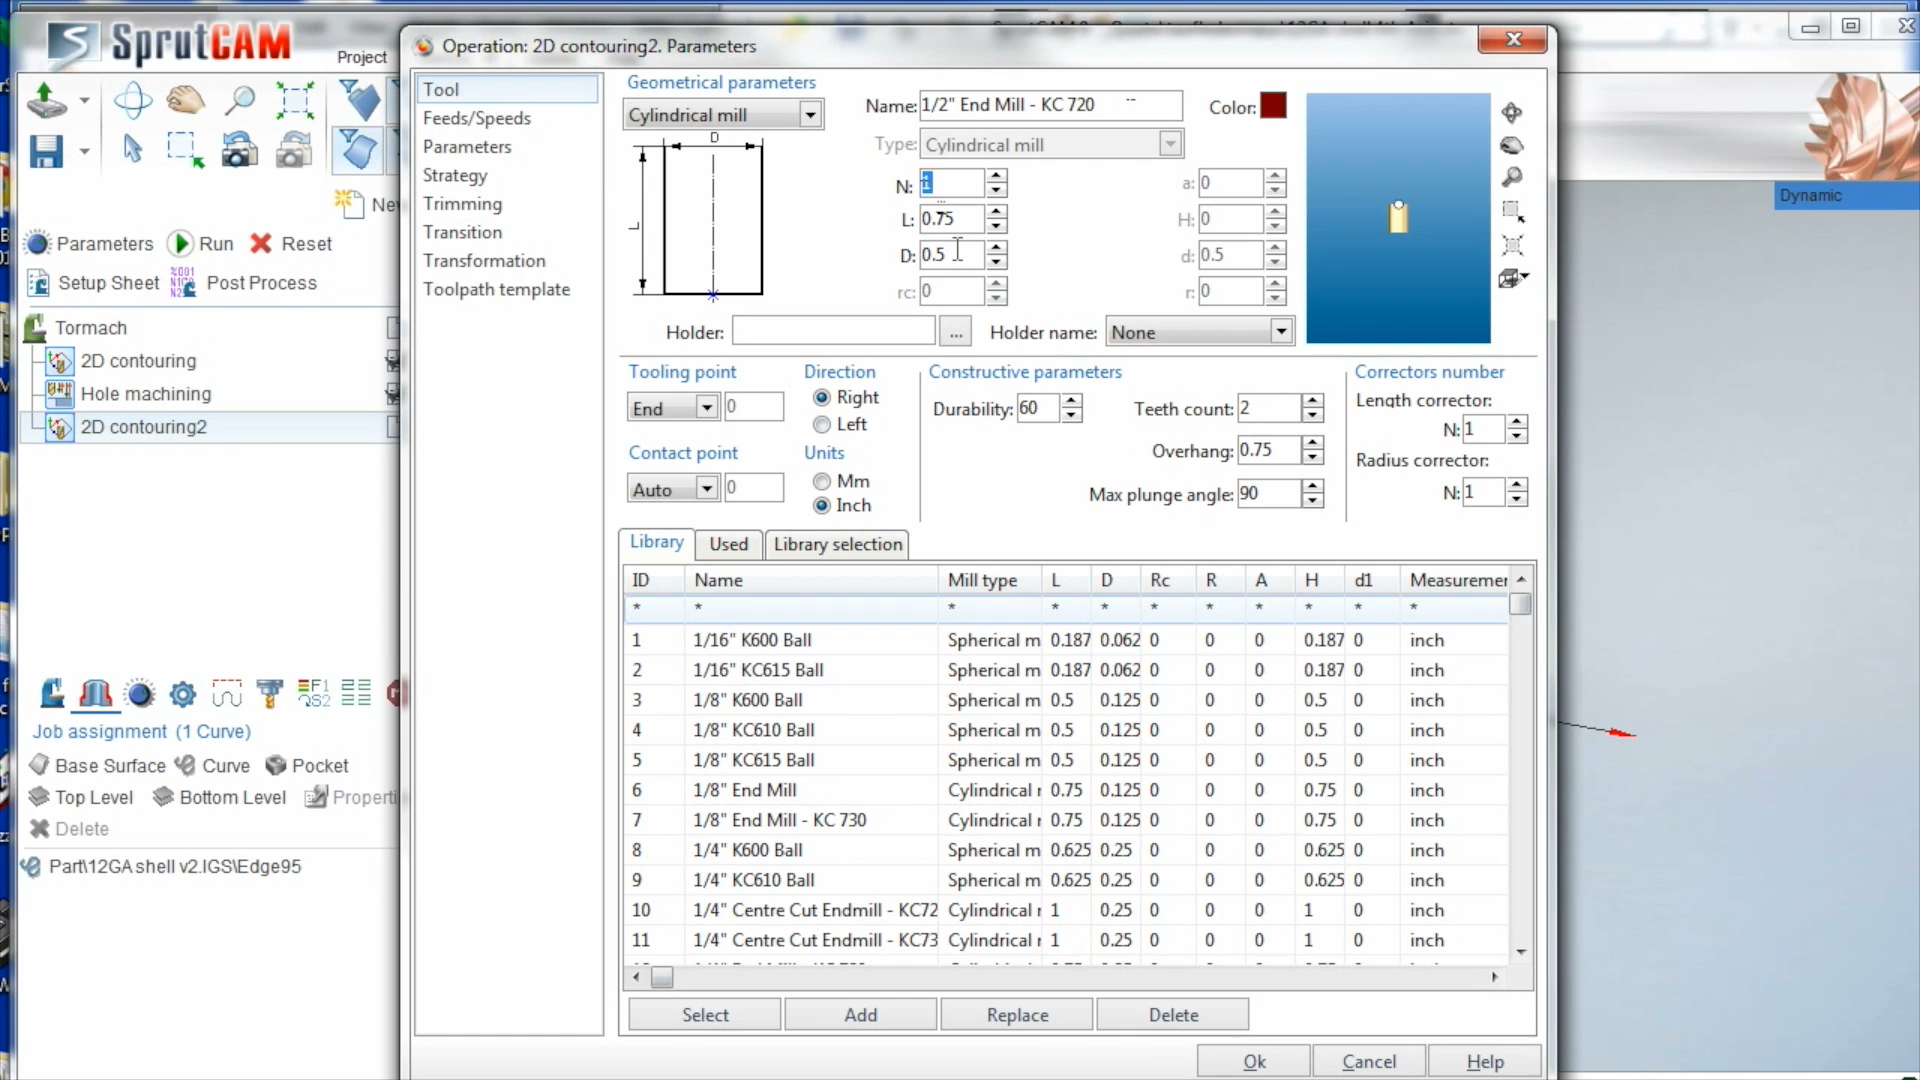 SprutCAM
Project
Operation: 2D contouring2. Parameters
Tool
Feeds/Speeds
Parameters
Strategy
Trimming
Transition
Transformation
Toolpath template
Geometrical parameters
Cylindrical mill
D
L
Name: 1/2" End Mill - KC 720
Color:
Type: Cylindrical mill
N: 1
a: 0
L: 0.75
H: 0
D: 0.5
d: 0.5
rc: 0
r: 0
Holder:
...
Holder name: None
Dynamic
New
Parameters
Run
Reset
Setup Sheet
Post Process
Tormach
2D contouring
Hole machining
2D contouring2
Tooling point
End
0
Contact point
Auto
0
Direction
Right
Left
Units
Mm
Inch
Constructive parameters
Durability: 60
Teeth count: 2
Overhang: 0.75
Max plunge angle: 90
Correctors number
Length corrector:
N: 1
Radius corrector:
N: 1
Library
Used
Library selection
ID Name Mill type L D Rc R A H d1 Measuremer
* * * * * * * * * * *
1 1/16" K600 Ball Spherical m 0.187 0.062 0 0 0 0.187 0 inch
2 1/16" KC615 Ball Spherical m 0.187 0.062 0 0 0 0.187 0 inch
3 1/8" K600 Ball Spherical m 0.5 0.125 0 0 0 0.5 0 inch
4 1/8" KC610 Ball Spherical m 0.5 0.125 0 0 0 0.5 0 inch
5 1/8" KC615 Ball Spherical m 0.5 0.125 0 0 0 0.5 0 inch
6 1/8" End Mill Cylindrical r 0.75 0.125 0 0 0 0.75 0 inch
7 1/8" End Mill - KC 730 Cylindrical r 0.75 0.125 0 0 0 0.75 0 inch
8 1/4" K600 Ball Spherical m 0.625 0.25 0 0 0 0.625 0 inch
9 1/4" KC610 Ball Spherical m 0.625 0.25 0 0 0 0.625 0 inch
10 1/4" Centre Cut Endmill - KC72 Cylindrical r 1 0.25 0 0 0 1 0 inch
11 1/4" Centre Cut Endmill - KC73 Cylindrical r 1 0.25 0 0 0 1 0 inch
Select
Add
Replace
Delete
Ok
Cancel
Help
Job assignment (1 Curve)
Base Surface
Curve
Pocket
Top Level
Bottom Level
Properti
Delete
Part\12GA shell v2.IGS\Edge95